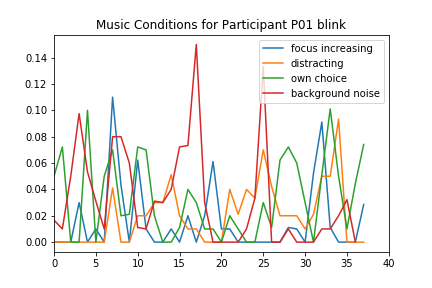 Music Conditions for Participant P01 blink
focus increasing
distracting
own choice
background noise
0.14
0.12
0.10
0.08
0.06
0.04
0.02
0.00
0 5 10 15 20 25 30 35 40